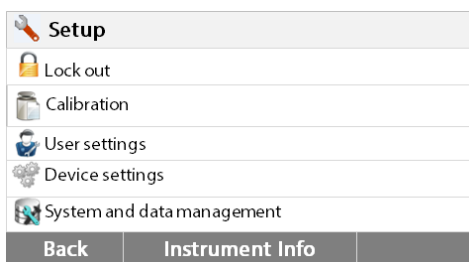 Setup
Lock out
Calibration
User settings
Device settings
System and data management
Back Instrument Info